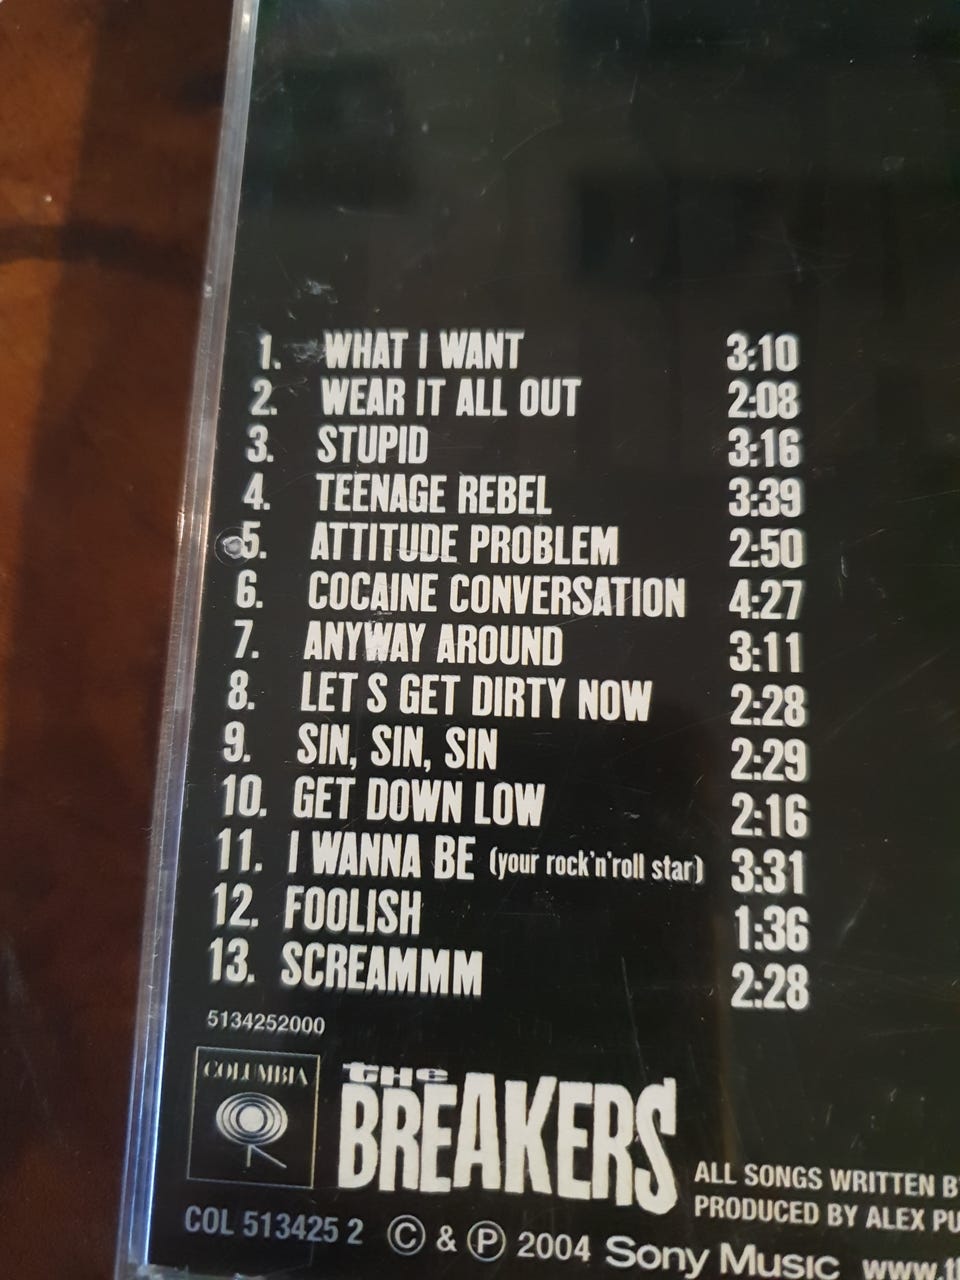 1. WHAT I WANT 3:10
2. WEAR IT ALL OUT 2:08
3. STUPID 3:16
4. TEENAGE REBEL 3:39
5. ATTITUDE PROBLEM 2:50
6. COCAINE CONVERSATION 4:27
7. ANYWAY AROUND 3:11
8. LET S GET DIRTY NOW 2:28
9. SIN, SIN, SIN 2:29
10. GET DOWN LOW 2:16
11. I WANNA BE (your rock'n'roll star) 3:31
12. FOOLISH 1:36
13. SCREAMMM 2:28
5134252000
COLUMBIA
the
BREAKERS
ALL SONGS WRITTEN
PRODUCED BY ALEX
COL 513425 2 © & ℗ 2004 Sony Music